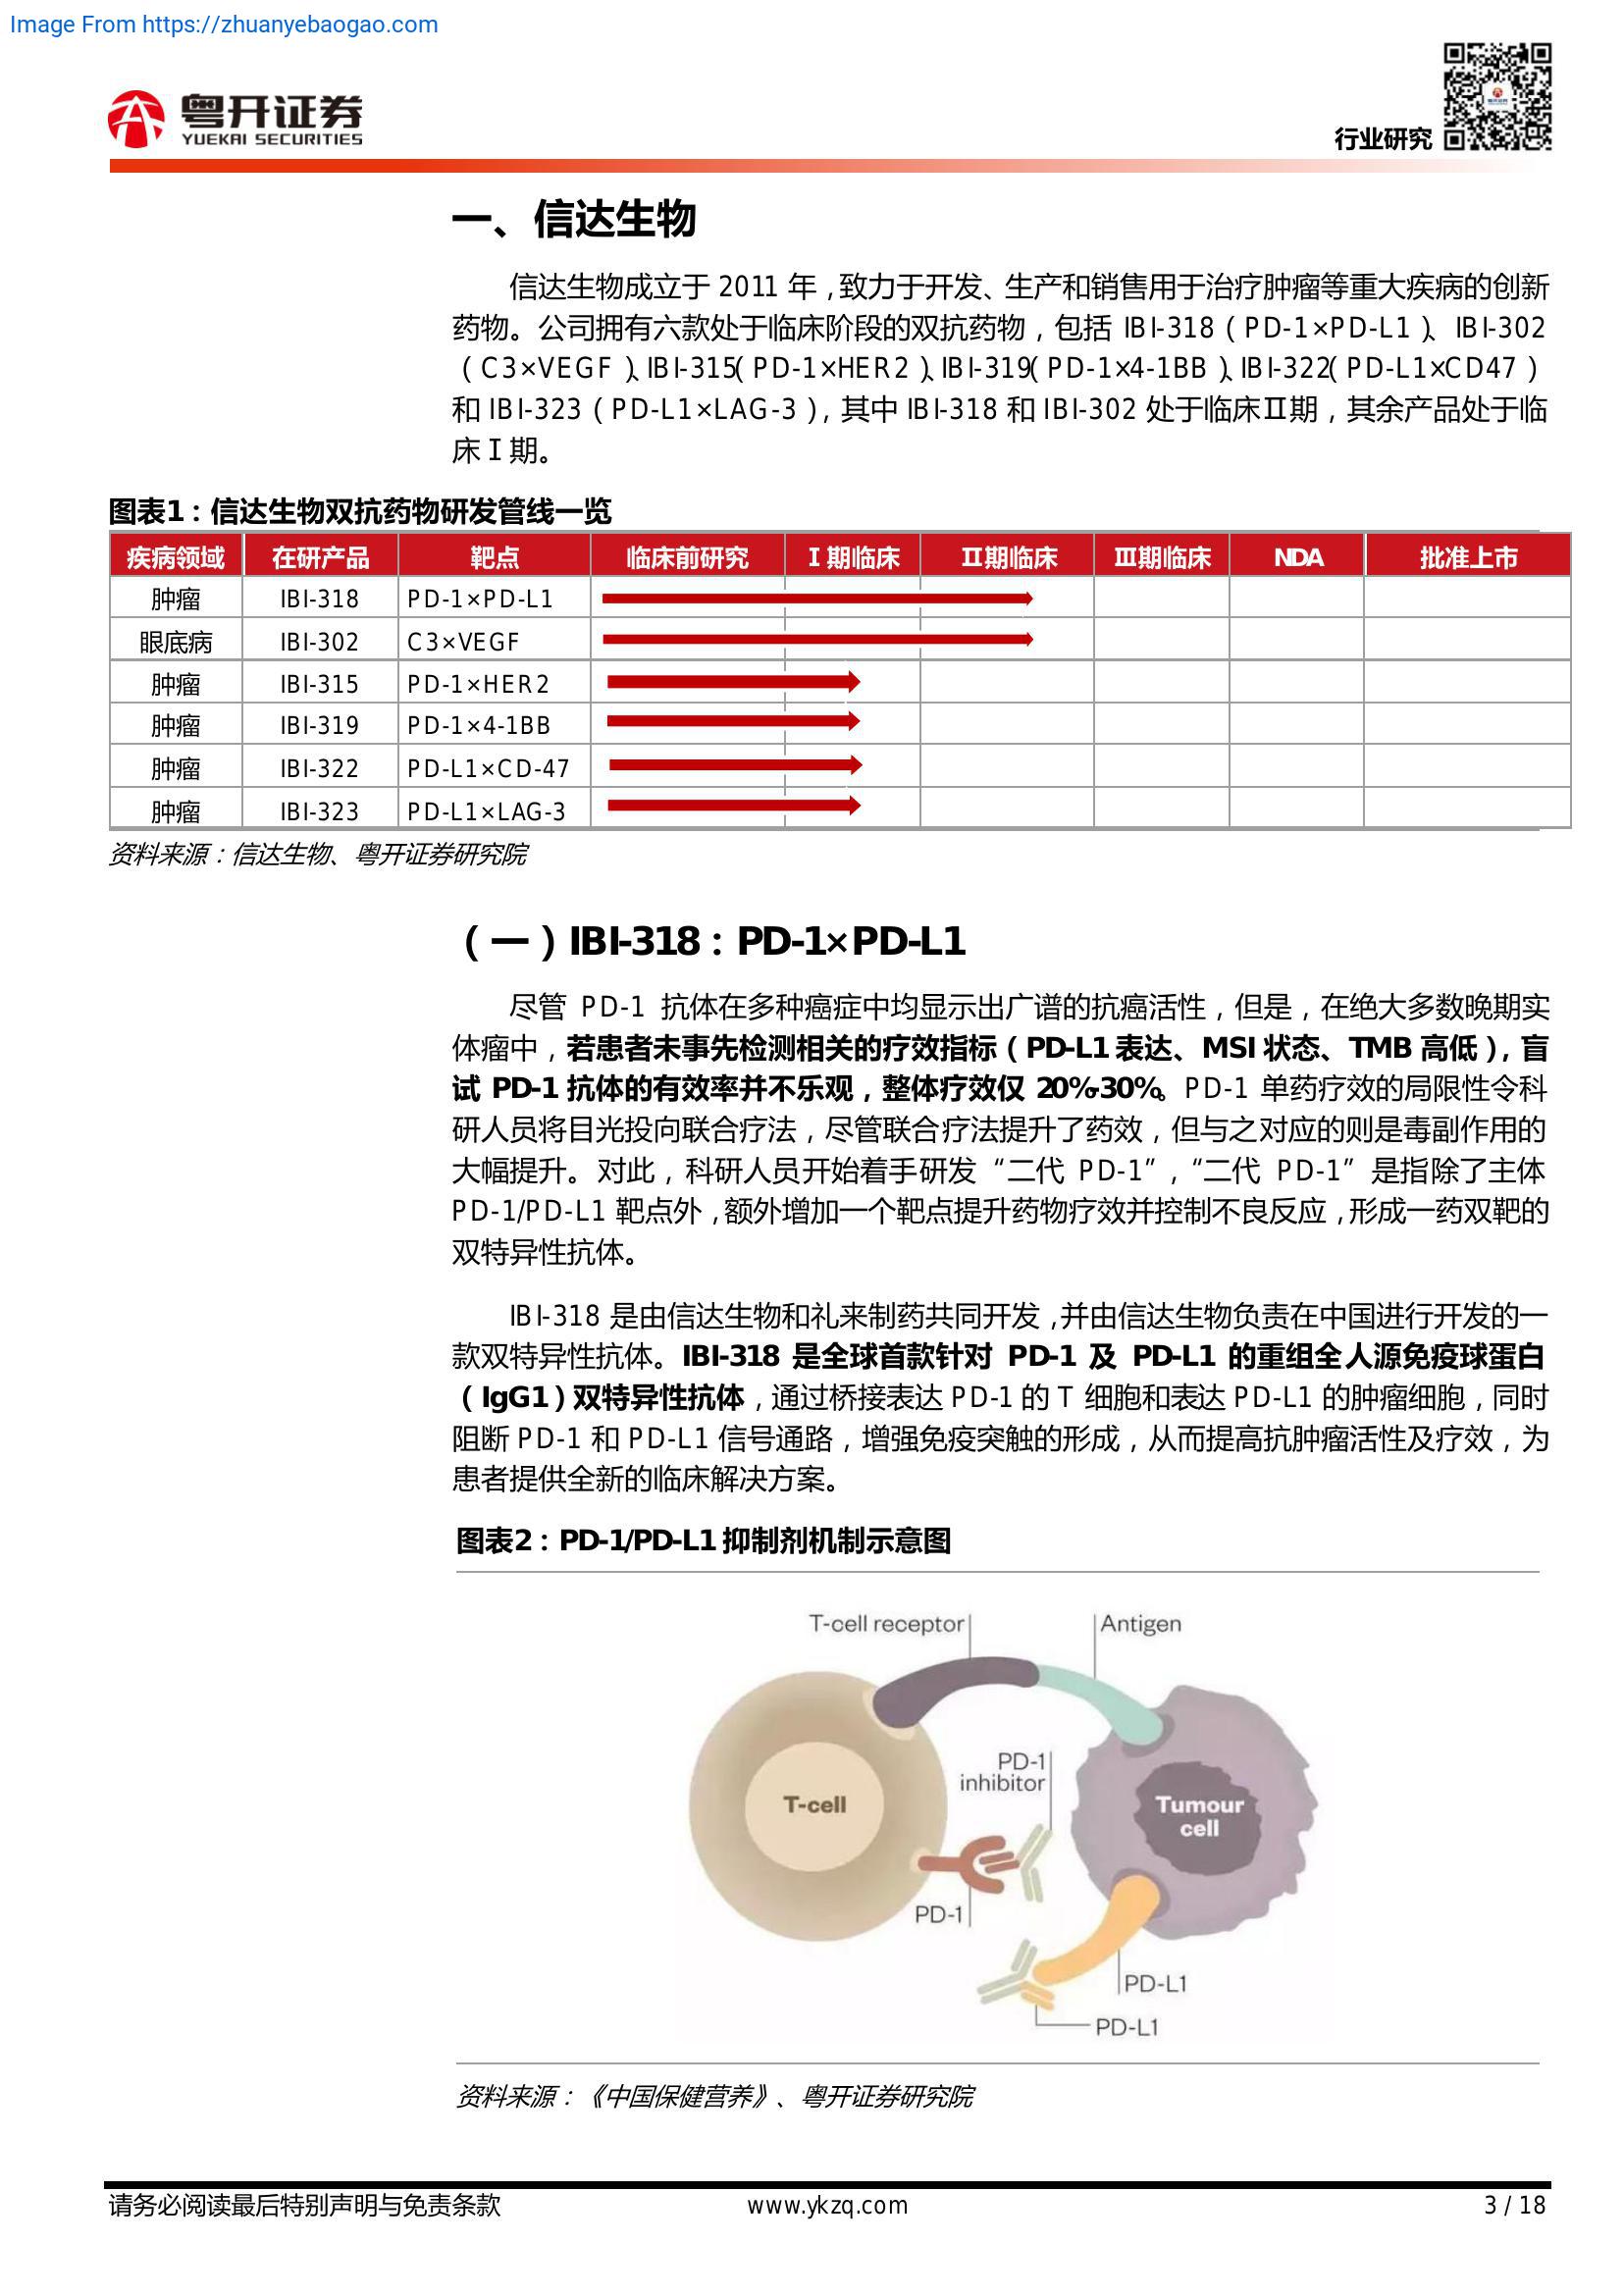 Image From https://zhuanyebaogao.com
粤开证券
YUEKAI SECURITIES
行业研究
一、信达生物
信达生物成立于 2011 年，致力于开发、生产和销售用于治疗肿瘤等重大疾病的创新
药物。公司拥有六款处于临床阶段的双抗药物，包括 IBI-318（PD-1×PD-L1）、IBI-302
（C3×VEGF）、IBI-315（PD-1×HER2）、IBI-319（PD-1×4-1BB）、IBI-322（PD-L1×CD47）
和 IBI-323（PD-L1×LAG-3），其中 IBI-318 和 IBI-302 处于临床Ⅱ期，其余产品处于临
床Ⅰ期。
图表1：信达生物双抗药物研发管线一览
疾病领域 在研产品 靶点 临床前研究 Ⅰ期临床 Ⅱ期临床 Ⅲ期临床 NDA 批准上市
肿瘤 IBI-318 PD-1×PD-L1
眼底病 IBI-302 C3×VEGF
肿瘤 IBI-315 PD-1×HER2
肿瘤 IBI-319 PD-1×4-1BB
肿瘤 IBI-322 PD-L1×CD-47
肿瘤 IBI-323 PD-L1×LAG-3
资料来源：信达生物、粤开证券研究院
（一）IBI-318：PD-1×PD-L1
尽管 PD-1 抗体在多种癌症中均显示出广谱的抗癌活性，但是，在绝大多数晚期实
体瘤中，若患者未事先检测相关的疗效指标（PD-L1 表达、MSI 状态、TMB 高低），盲
试 PD-1 抗体的有效率并不乐观，整体疗效仅 20%-30%。PD-1 单药疗效的局限性令科
研人员将目光投向联合疗法，尽管联合疗法提升了药效，但与之对应的则是毒副作用的
大幅提升。对此，科研人员开始着手研发“二代 PD-1”，“二代 PD-1”是指除了主体
PD-1/PD-L1 靶点外，额外增加一个靶点提升药物疗效并控制不良反应，形成一药双靶的
双特异性抗体。
IBI-318 是由信达生物和礼来制药共同开发，并由信达生物负责在中国进行开发的一
款双特异性抗体。IBI-318 是全球首款针对 PD-1 及 PD-L1 的重组全人源免疫球蛋白
（IgG1）双特异性抗体，通过桥接表达 PD-1 的 T 细胞和表达 PD-L1 的肿瘤细胞，同时
阻断 PD-1 和 PD-L1 信号通路，增强免疫突触的形成，从而提高抗肿瘤活性及疗效，为
患者提供全新的临床解决方案。
图表2：PD-1/PD-L1 抑制剂机制示意图
T-cell receptor
Antigen
PD-1
inhibitor
T-cell
Tumour
cell
PD-1
PD-L1
PD-L1
资料来源：《中国保健营养》、粤开证券研究院
请务必阅读最后特别声明与免责条款 www.ykzq.com 3 / 18